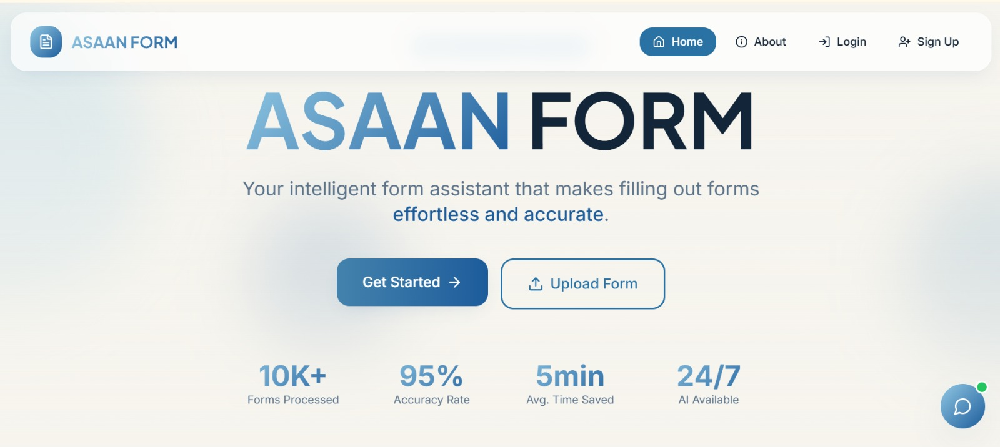 ASAAN FORM
Home
About
Login
Sign Up
ASAAN FORM
Your intelligent form assistant that makes filling out forms
effortless and accurate.
Get Started
Upload Form
10K+
Forms Processed
95%
Accuracy Rate
5min
Avg. Time Saved
24/7
AI Available